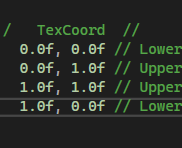 / TexCoord //
0.0f, 0.0f // Lower
0.0f, 1.0f // Upper
1.0f, 1.0f // Upper
1.0f, 0.0f // Lower